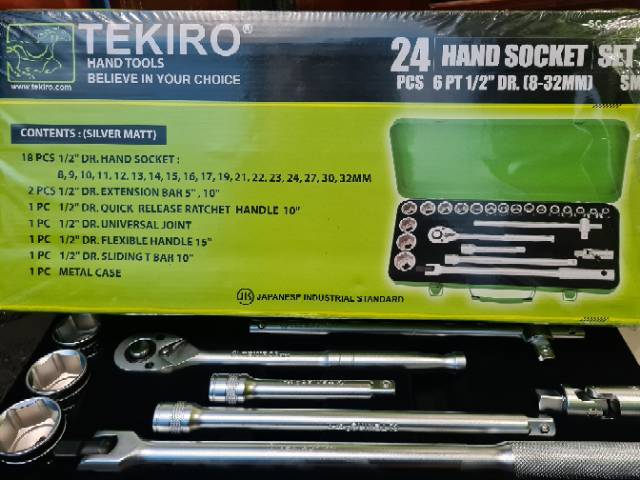 TEKIRO®
HAND TOOLS
BELIEVE IN YOUR CHOICE
www.tekiro.com
24 HAND SOCKET SET
PCS 6 PT 1/2" DR. (8-32MM)
CONTENTS : (SILVER MATT)
18 PCS 1/2" DR. HAND SOCKET :
8, 9, 10, 11, 12, 13, 14, 15, 16, 17, 19, 21, 22, 23, 24, 27, 30, 32MM
2 PCS 1/2" DR. EXTENSION BAR 5", 10"
1 PC 1/2" DR. QUICK RELEASE RATCHET HANDLE 10"
1 PC 1/2" DR. UNIVERSAL JOINT
1 PC 1/2" DR. FLEXIBLE HANDLE 15"
1 PC 1/2" DR. SLIDING T BAR 10"
1 PC METAL CASE
JAPANESE INDUSTRIAL STANDARD
TEKIRO